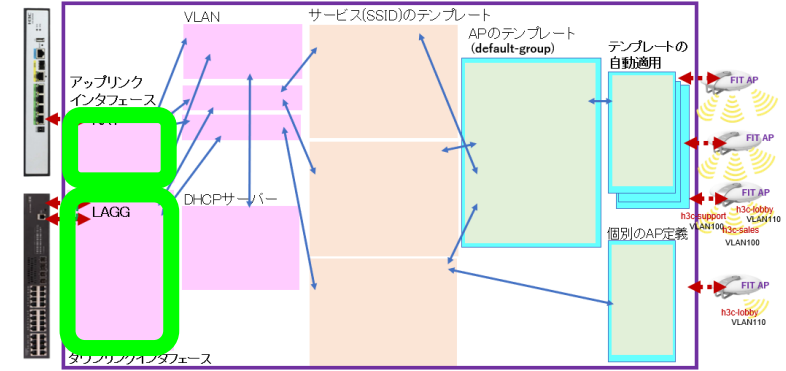 VLAN
サービス(SSID)のテンプレート
APのテンプレート
(default-group)
テンプレートの
自動適用
アップリンク
インタフェース
FIT AP
FIT AP
FIT AP
h3c-lobby
VLAN110
h3c-support
VLAN100
h3c-sales
VLAN100
LAGG
DHCPサーバー
個別のAP定義
FIT AP
h3c-lobby
VLAN110
ダウンリンクインタフェース